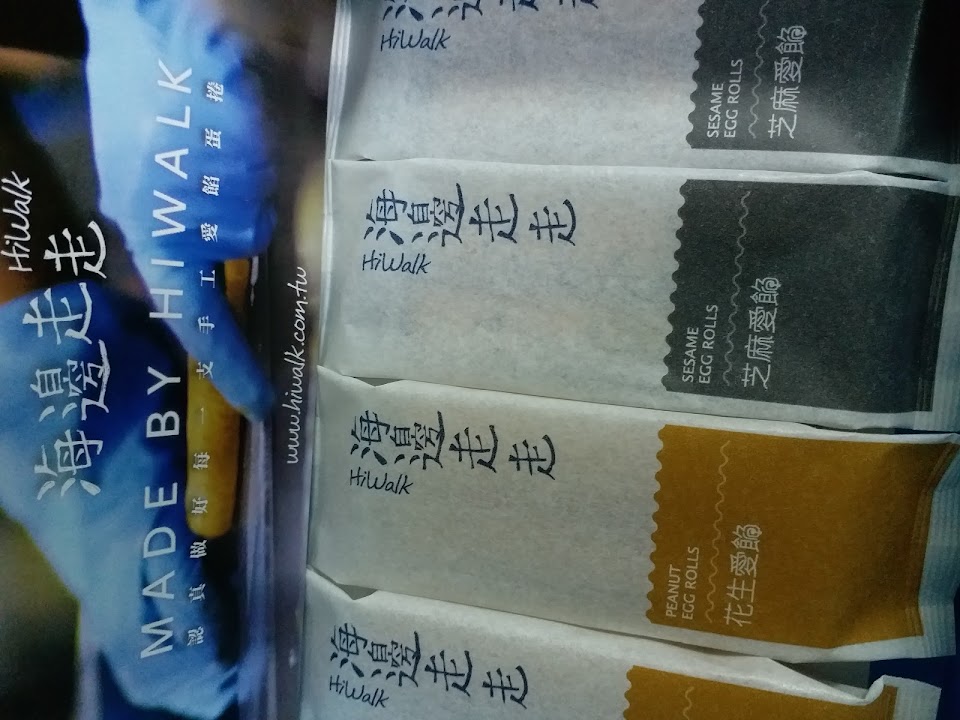 HiWalk
海邊走走
MADE BY HIWALK
認真做好每一支手工愛餡蛋捲
www.hiwalk.com.tw
HiWalk
SESAME
EGG ROLLS
芝麻愛餡
海邊走走
HiWalk
SESAME
EGG ROLLS
芝麻愛餡
海邊走走
HiWalk
PEANUT
EGG ROLLS
花生愛餡
海邊走走
HiWalk